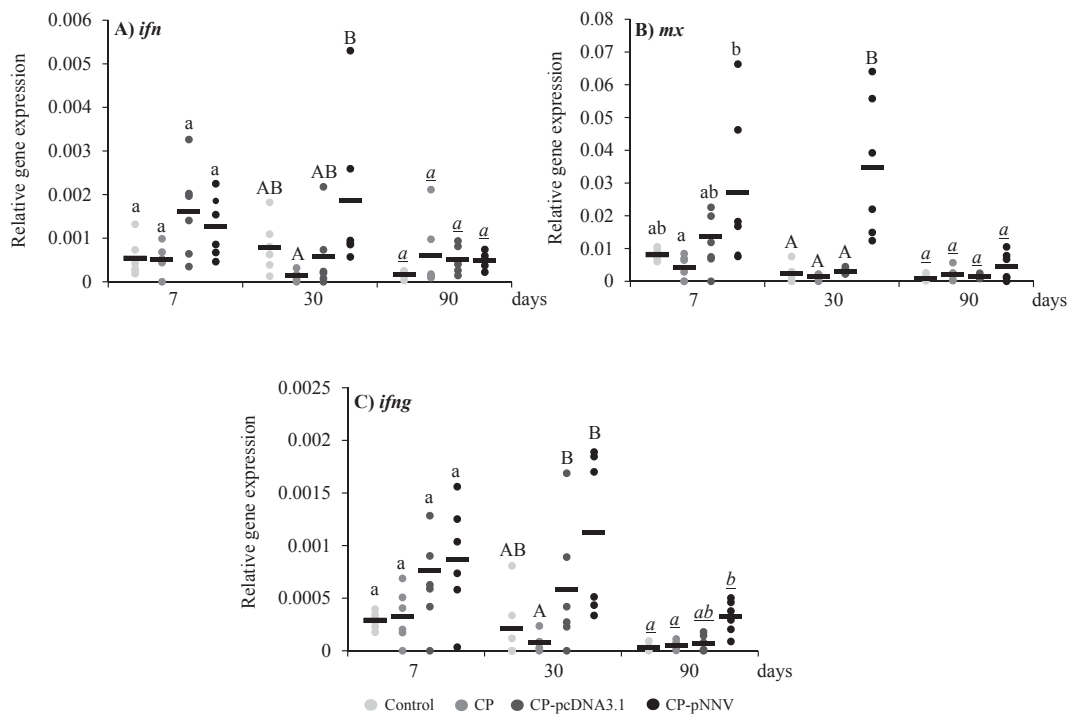 A) ifn
Relative gene expression
0.006
0.005
0.004
0.003
0.002
0.001
0
a a a a
AB A AB B
a a a a
7 30 90 days
B) mx
Relative gene expression
0.08
0.07
0.06
0.05
0.04
0.03
0.02
0.01
0
ab a ab b
A A A B
a a a a
7 30 90 days
C) ifng
Relative gene expression
0.0025
0.002
0.0015
0.001
0.0005
0
a a a a
AB A B B
a a ab b
7 30 90 days
Control CP CP-pcDNA3.1 CP-pNNV